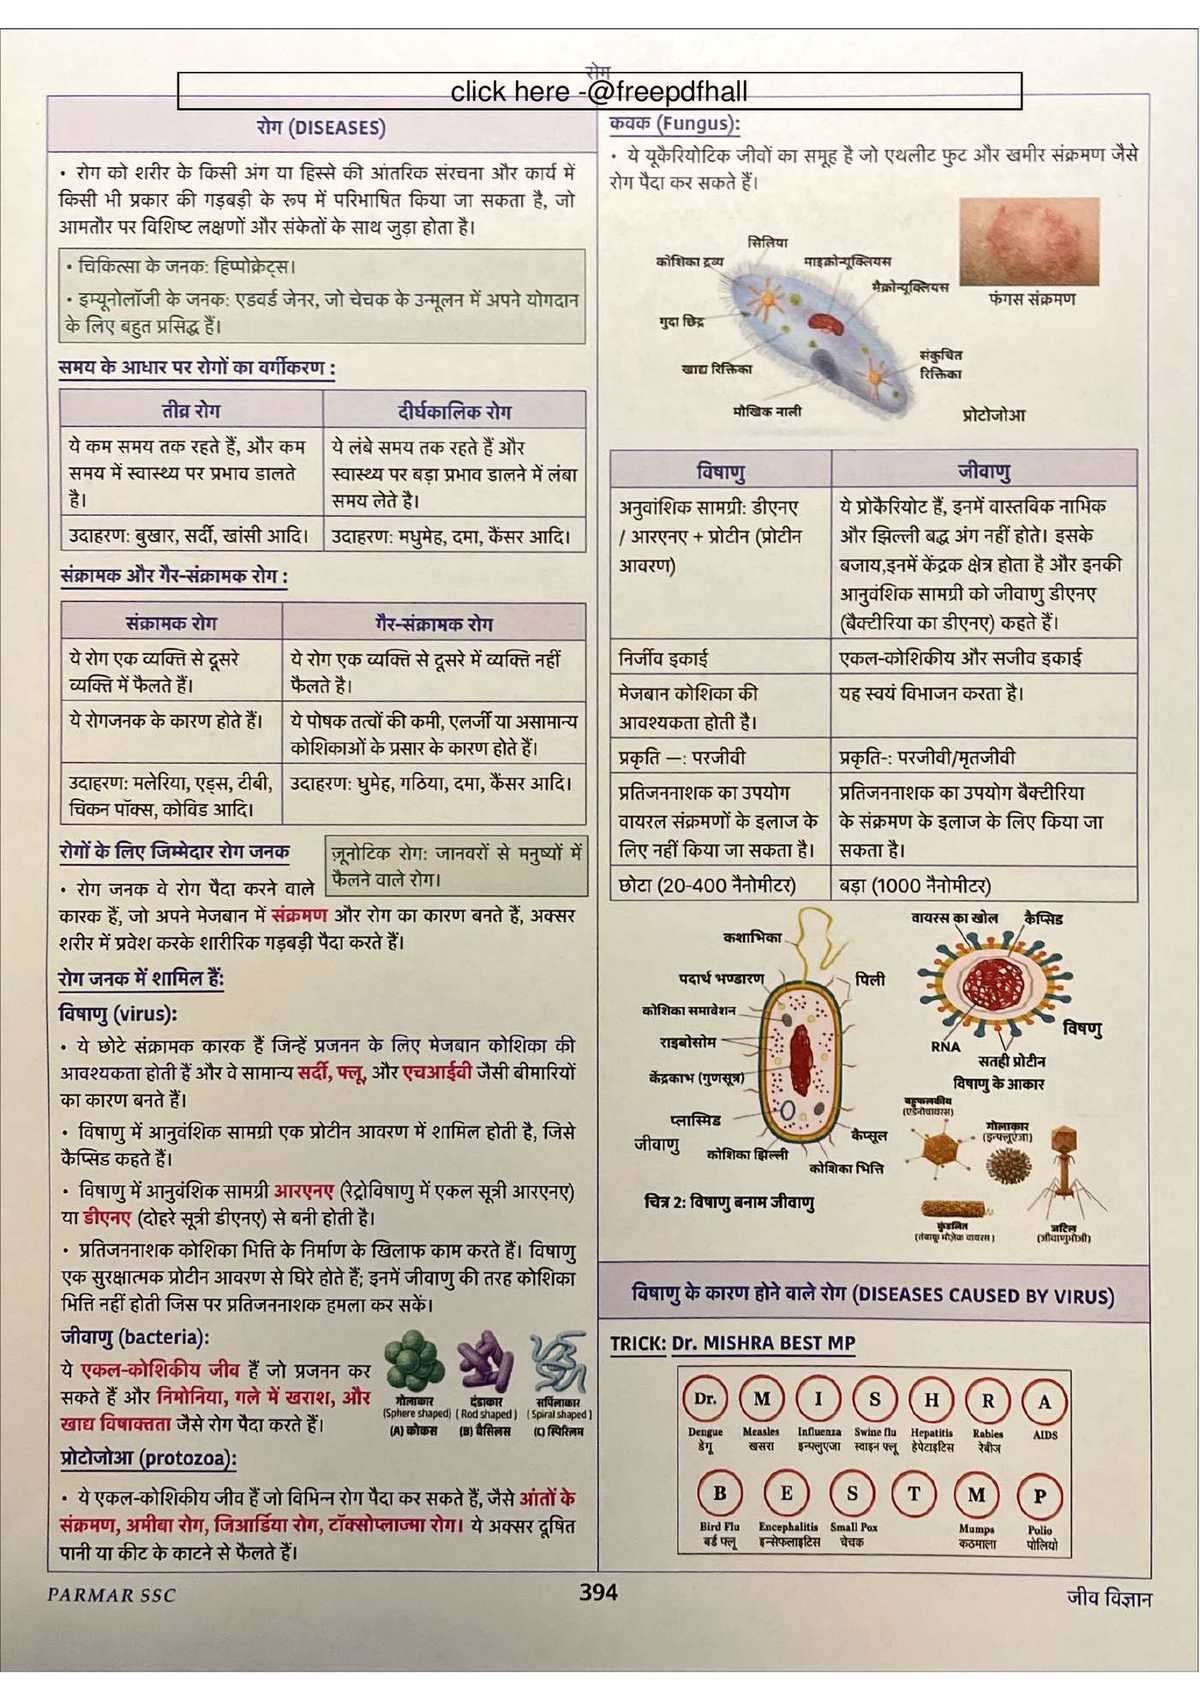 रोग
click here -@freepdfhall
रोग (DISEASES)
• रोग को शरीर के किसी अंग या हिस्से की आंतरिक संरचना और कार्य में
किसी भी प्रकार की गड़बड़ी के रूप में परिभाषित किया जा सकता है, जो
आमतौर पर विशिष्ट लक्षणों और संकेतों के साथ जुड़ा होता है।
• चिकित्सा के जनक: हिप्पोक्रेट्स।
• इम्यूनोलॉजी के जनक: एडवर्ड जेनर, जो चेचक के उन्मूलन में अपने योगदान
के लिए बहुत प्रसिद्ध हैं।
समय के आधार पर रोगों का वर्गीकरण :
तीव्र रोग
दीर्घकालिक रोग
ये कम समय तक रहते हैं, और कम
समय में स्वास्थ्य पर प्रभाव डालते
है।
ये लंबे समय तक रहते हैं और
स्वास्थ्य पर बड़ा प्रभाव डालने में लंबा
समय लेते है।
उदाहरण: बुखार, सर्दी, खांसी आदि।
उदाहरण: मधुमेह, दमा, कैंसर आदि।
संक्रामक और गैर-संक्रामक रोग :
संक्रामक रोग
गैर-संक्रामक रोग
ये रोग एक व्यक्ति से दूसरे
व्यक्ति में फैलते हैं।
ये रोग एक व्यक्ति से दूसरे में व्यक्ति नहीं
फैलते है।
ये रोगजनक के कारण होते हैं।
ये पोषक तत्वों की कमी, एलर्जी या असामान्य
कोशिकाओं के प्रसार के कारण होते हैं।
उदाहरण: मलेरिया, एड्स, टीबी,
चिकन पॉक्स, कोविड आदि।
उदाहरण: धुमेह, गठिया, दमा, कैंसर आदि।
रोगों के लिए जिम्मेदार रोग जनक
ज़ूनोटिक रोग: जानवरों से मनुष्यों में
फैलने वाले रोग।
• रोग जनक वे रोग पैदा करने वाले
कारक हैं, जो अपने मेजबान में संक्रमण और रोग का कारण बनते हैं, अक्सर
शरीर में प्रवेश करके शारीरिक गड़बड़ी पैदा करते हैं।
रोग जनक में शामिल हैं:
विषाणु (virus):
• ये छोटे संक्रामक कारक हैं जिन्हें प्रजनन के लिए मेजबान कोशिका की
आवश्यकता होती हैं और वे सामान्य सर्दी, फ्लू, और एचआईवी जैसी बीमारियों
का कारण बनते हैं।
• विषाणु में आनुवंशिक सामग्री एक प्रोटीन आवरण में शामिल होती है, जिसे
कैप्सिड कहते हैं।
• विषाणु में आनुवंशिक सामग्री आरएनए (रेट्रोविषाणु में एकल सूत्री आरएनए)
या डीएनए (दोहरे सूत्री डीएनए) से बनी होती है।
• प्रतिजननाशक कोशिका भित्ति के निर्माण के खिलाफ काम करते हैं। विषाणु
एक सुरक्षात्मक प्रोटीन आवरण से घिरे होते हैं; इनमें जीवाणु की तरह कोशिका
भित्ति नहीं होती जिस पर प्रतिजननाशक हमला कर सकें।
जीवाणु (bacteria):
ये एकल-कोशिकीय जीव हैं जो प्रजनन कर
सकते हैं और निमोनिया, गले में खराश, और
खाद्य विषाक्तता जैसे रोग पैदा करते हैं।
गोलाकार
(Sphere shaped)
(A) कोकस
दंडाकार
( Rod shaped )
(B) बैसिलस
सर्पिलाकार
( Spiral shaped )
(C) स्पिरिलम
प्रोटोजोआ (protozoa):
• ये एकल-कोशिकीय जीव हैं जो विभिन्न रोग पैदा कर सकते हैं, जैसे आंतों के
संक्रमण, अमीबा रोग, जिआर्डिया रोग, टॉक्सोप्लाज्मा रोग। ये अक्सर दूषित
पानी या कीट के काटने से फैलते हैं।
कवक (Fungus):
• ये यूकैरियोटिक जीवों का समूह है जो एथलीट फुट और खमीर संक्रमण जैसे
रोग पैदा कर सकते हैं।
सिलिया
कोशिका द्रव्य
माइक्रोन्यूक्लियस
मैक्रोन्यूक्लियस
गुदा छिद्र
खाद्य रिक्तिका
संकुचित
रिक्तिका
मौखिक नाली
प्रोटोजोआ
फंगस संक्रमण
विषाणु
जीवाणु
अनुवांशिक सामग्री: डीएनए
/ आरएनए + प्रोटीन (प्रोटीन
आवरण)
ये प्रोकैरियोट हैं, इनमें वास्तविक नाभिक
और झिल्ली बद्ध अंग नहीं होते। इसके
बजाय,इनमें केंद्रक क्षेत्र होता है और इनकी
आनुवंशिक सामग्री को जीवाणु डीएनए
(बैक्टीरिया का डीएनए) कहते हैं।
निर्जीव इकाई
एकल-कोशिकीय और सजीव इकाई
मेजबान कोशिका की
आवश्यकता होती है।
यह स्वयं विभाजन करता है।
प्रकृति —: परजीवी
प्रकृति-: परजीवी/मृतजीवी
प्रतिजननाशक का उपयोग
वायरल संक्रमणों के इलाज के
लिए नहीं किया जा सकता है।
प्रतिजननाशक का उपयोग बैक्टीरिया
के संक्रमण के इलाज के लिए किया जा
सकता है।
छोटा (20-400 नैनोमीटर)
बड़ा (1000 नैनोमीटर)
कशाभिका
पदार्थ भण्डारण
पिली
कोशिका समावेशन
राइबोसोम
केंद्रकाभ (गुणसूत्र)
प्लास्मिड
जीवाणु
कोशिका झिल्ली
कैप्सूल
कोशिका भित्ति
चित्र 2: विषाणु बनाम जीवाणु
वायरस का खोल
कैप्सिड
विषणु
RNA
सतही प्रोटीन
विषाणु के आकार
बहुफलकीय
(एडेनोवायरस)
गोलाकार
(इन्फ्लूएंजा)
कुंडलित
(तंबाकू मोज़ेक वायरस )
जटिल
(जीवाणुभोजी)
विषाणु के कारण होने वाले रोग (DISEASES CAUSED BY VIRUS)
TRICK: Dr. MISHRA BEST MP
Dr. M I S H R A
Dengue Measles Influenza Swine flu Hepatitis Rabies AIDS
डेंगू खसरा इन्फ्लुएंजा स्वाइन फ्लू हेपेटाइटिस रेबीज
B E S T M P
Bird Flu Encephalitis Small Pox Mumps Polio
बर्ड फ्लू इन्सेफलाइटिस चेचक कठमाला पोलियो
PARMAR SSC
394
जीव विज्ञान